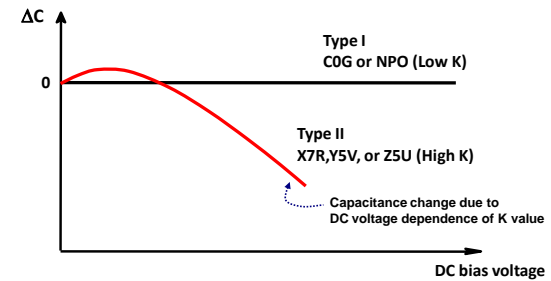 ΔC
Type I
C0G or NPO (Low K)
0
Type II
X7R,Y5V, or Z5U (High K)
Capacitance change due to
DC voltage dependence of K value
DC bias voltage